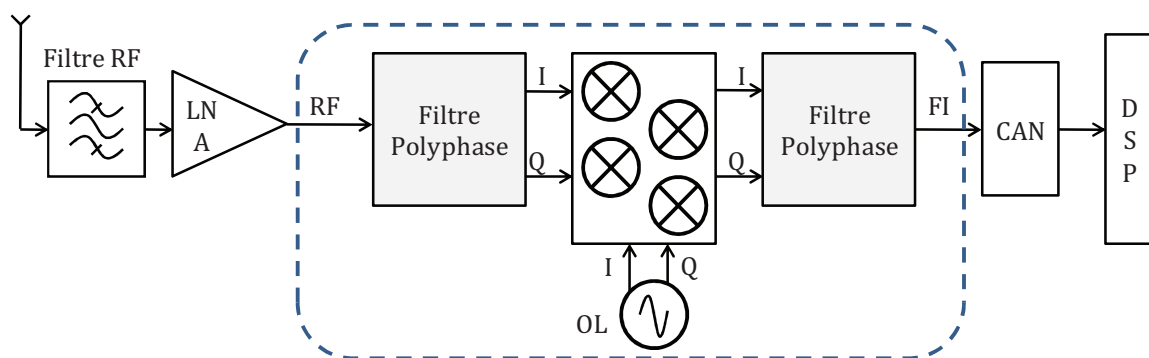 Filtre RF
LN
A
RF
Filtre
Polyphase
I
Q
I
Q
I
Q
OL
Filtre
Polyphase
FI
CAN
D
S
P